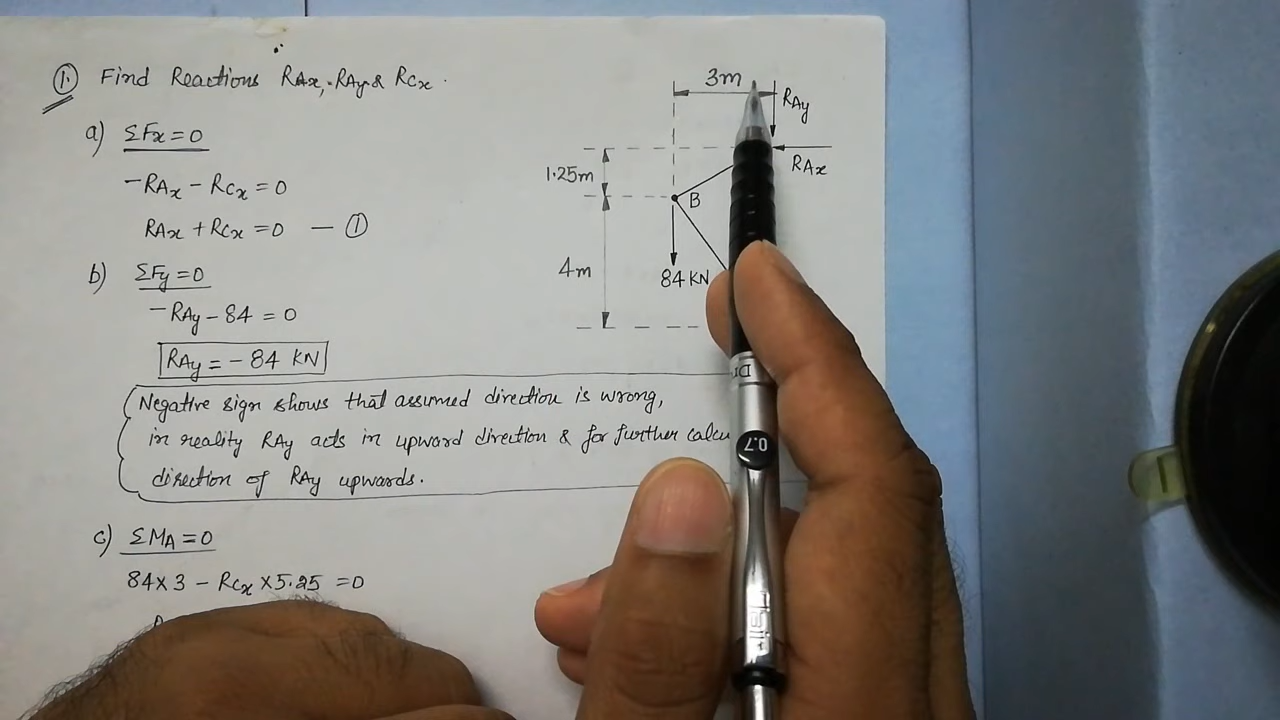 ① Find Reactions RAx, RAy & RCx.
a) ΣFx = 0
-RAx - RCx = 0
RAx + RCx = 0 — ①
b) ΣFy = 0
-RAy - 84 = 0
RAy = - 84 KN
Negative sign shows that assumed direction is wrong,
in reality RAy acts in upward direction & for further
direction of RAy upwards.
c) ΣMA = 0
84 x 3 - RCx x 5.25 = 0
3m
RAy
RAx
1.25m
B
4m
84 KN
0.7